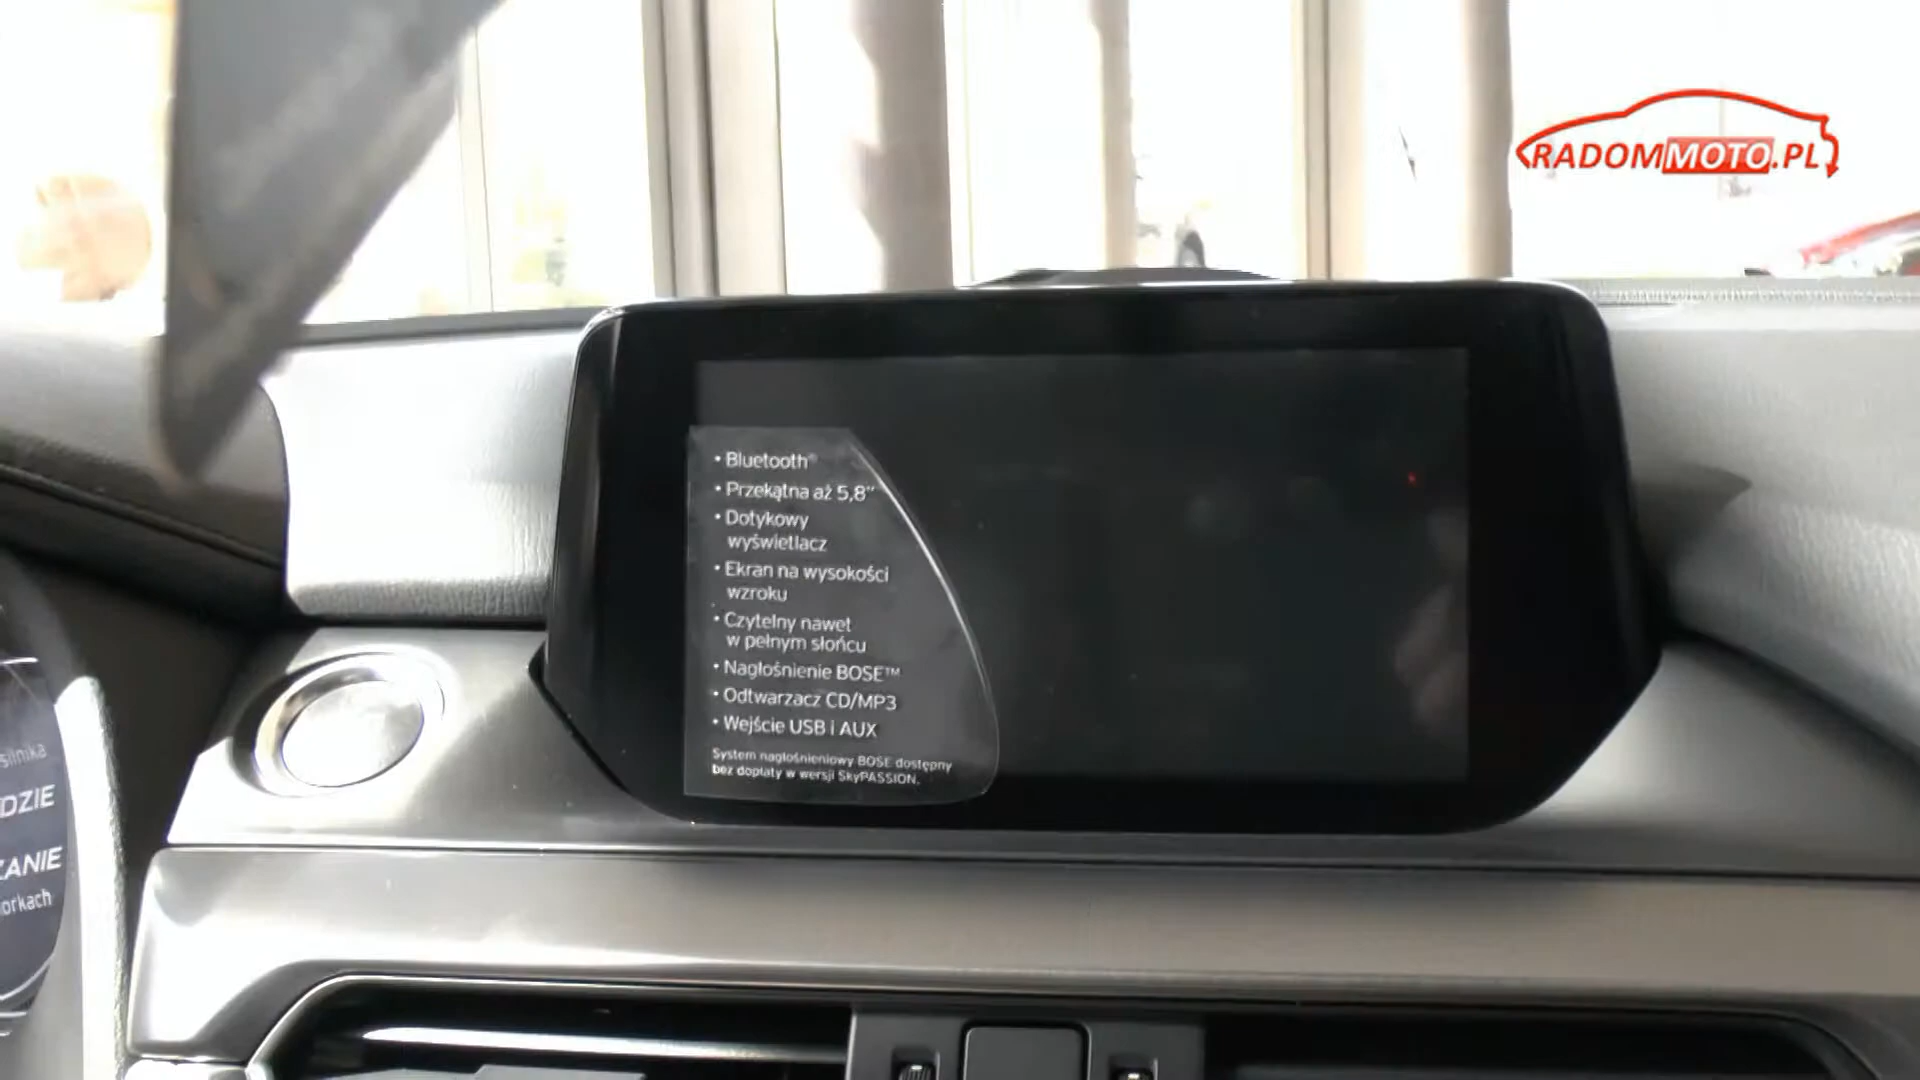 RADOMMOTO.PL
• Bluetooth®
• Przekątna aż 5,8"
• Dotykowy
wyświetlacz
• Ekran na wysokości
wzroku
• Czytelny nawet
w pełnym słońcu
• Nagłośnienie BOSE™
• Odtwarzacz CD/MP3
• Wejście USB i AUX
System nagłośnieniowy BOSE dostępny
bez dopłaty w wersji SkyPASSION.
silnika
DZIE
ZANIE
orkach